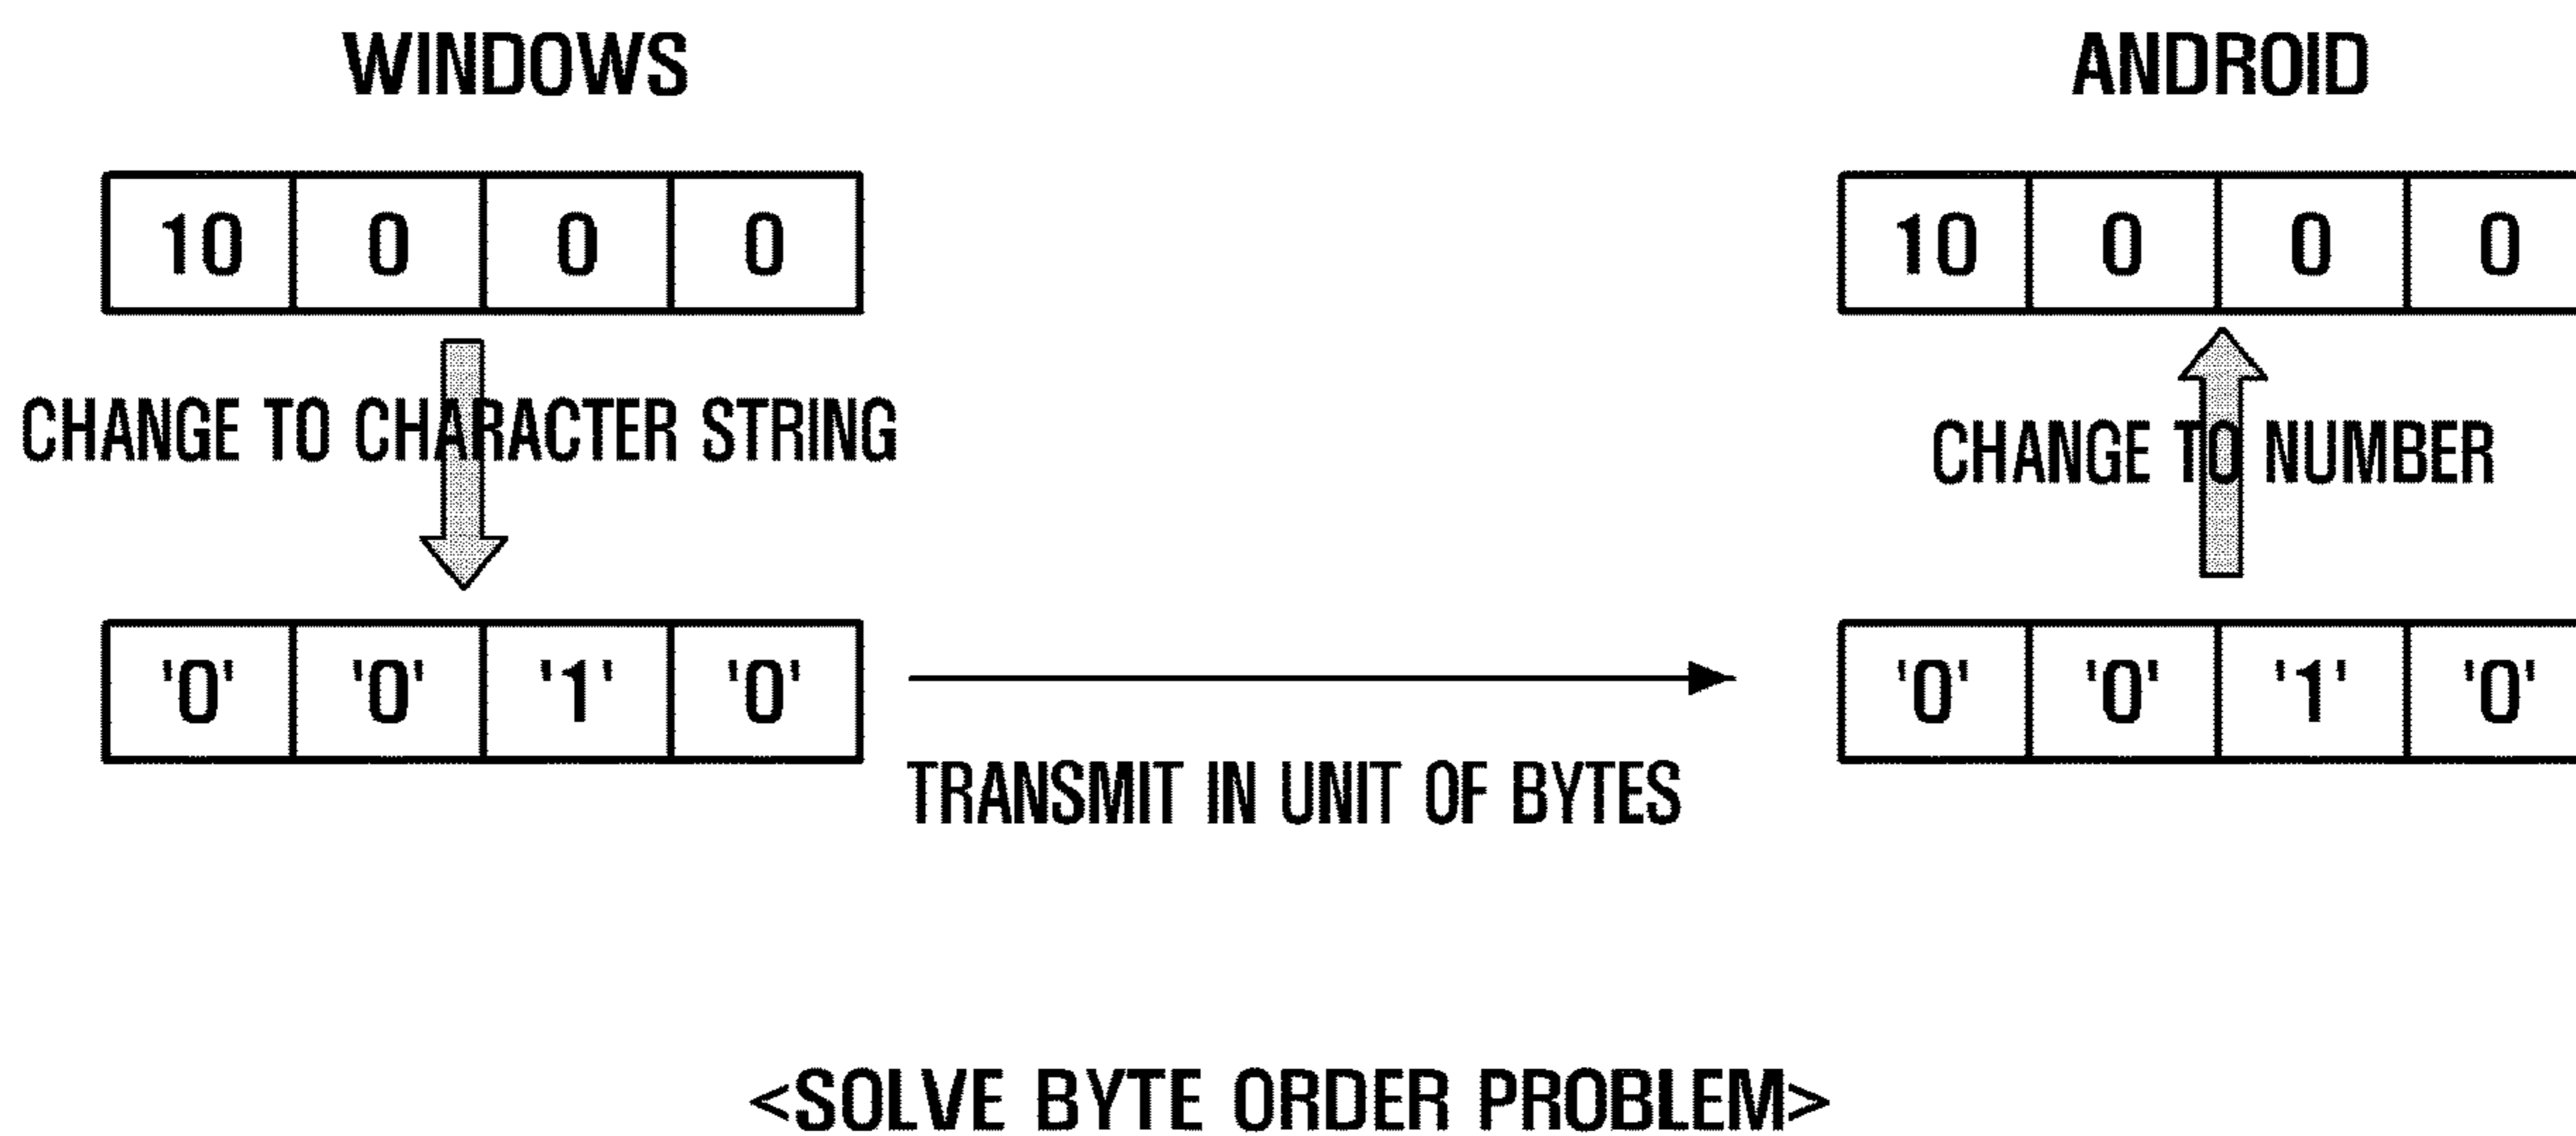 WINDOWS ANDROID
10 0 0 0 10 0 0 0
CHANGE TO CHARACTER STRING CHANGE TO NUMBER
'0' '0' '1' '0' '0' '0' '1' '0'
TRANSMIT IN UNIT OF BYTES
<SOLVE BYTE ORDER PROBLEM>